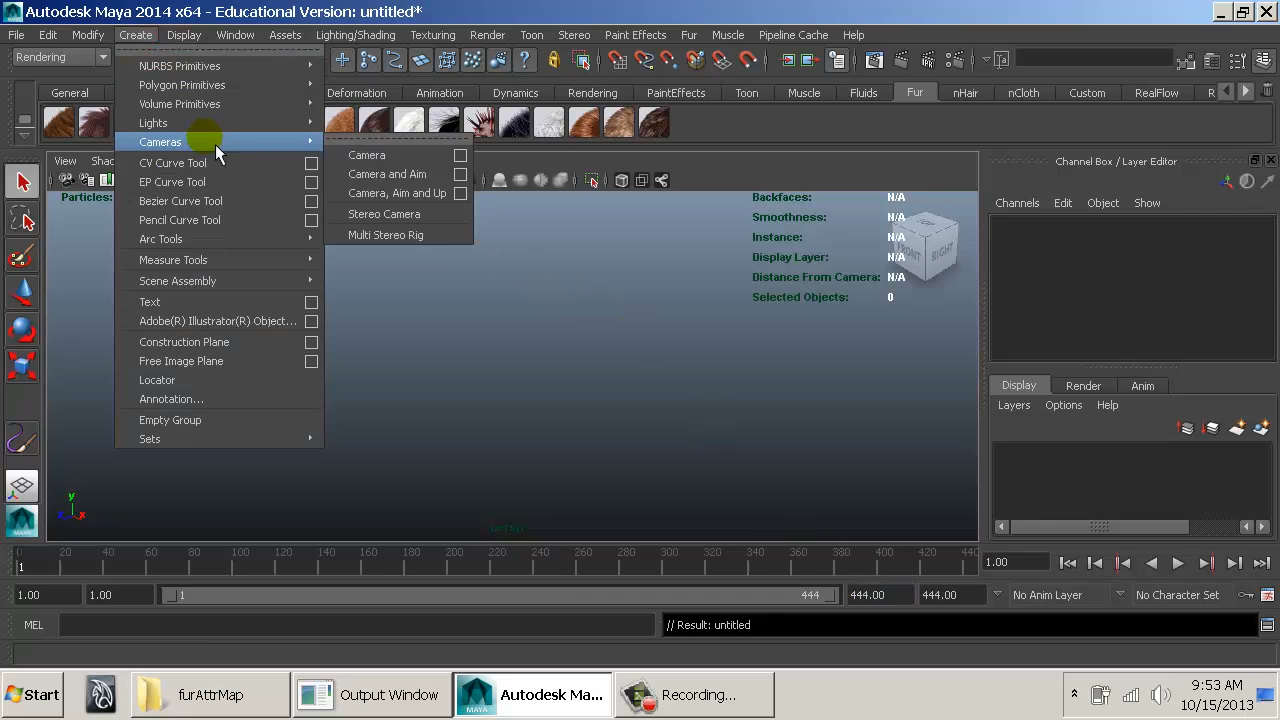 Autodesk Maya 2014 x64 - Educational Version: untitled*
File Edit Modify Create Display Window Assets Lighting/Shading Texturing Render Toon Stereo Paint Effects Fur Muscle Pipeline Cache Help
Rendering
General Deformation Animation Dynamics Rendering PaintEffects Toon Muscle Fluids Fur nHair nCloth Custom RealFlow R
NURBS Primitives
Polygon Primitives
Volume Primitives
Lights
Cameras
CV Curve Tool
EP Curve Tool
Bezier Curve Tool
Pencil Curve Tool
Arc Tools
Measure Tools
Scene Assembly
Text
Adobe(R) Illustrator(R) Object...
Construction Plane
Free Image Plane
Locator
Annotation...
Empty Group
Sets
Camera
Camera and Aim
Camera, Aim and Up
Stereo Camera
Multi Stereo Rig
View Shac
Particles:
Backfaces: N/A
Smoothness: N/A
Instance: N/A
Display Layer: N/A
Distance From Camera: N/A
Selected Objects: 0
FRONT RIGHT
y
z x
persp
Channel Box / Layer Editor
Channels Edit Object Show
Display Render Anim
Layers Options Help
0 20 40 60 80 100 120 140 160 180 200 220 240 260 280 300 320 340 360 380 400 420 440
1
1.00
1.00 1.00 1 444 444.00 444.00 No Anim Layer No Character Set
MEL // Result: untitled
Start furAttrMap Output Window Autodesk Ma... Recording...
MAYA
9:53 AM
10/15/2013